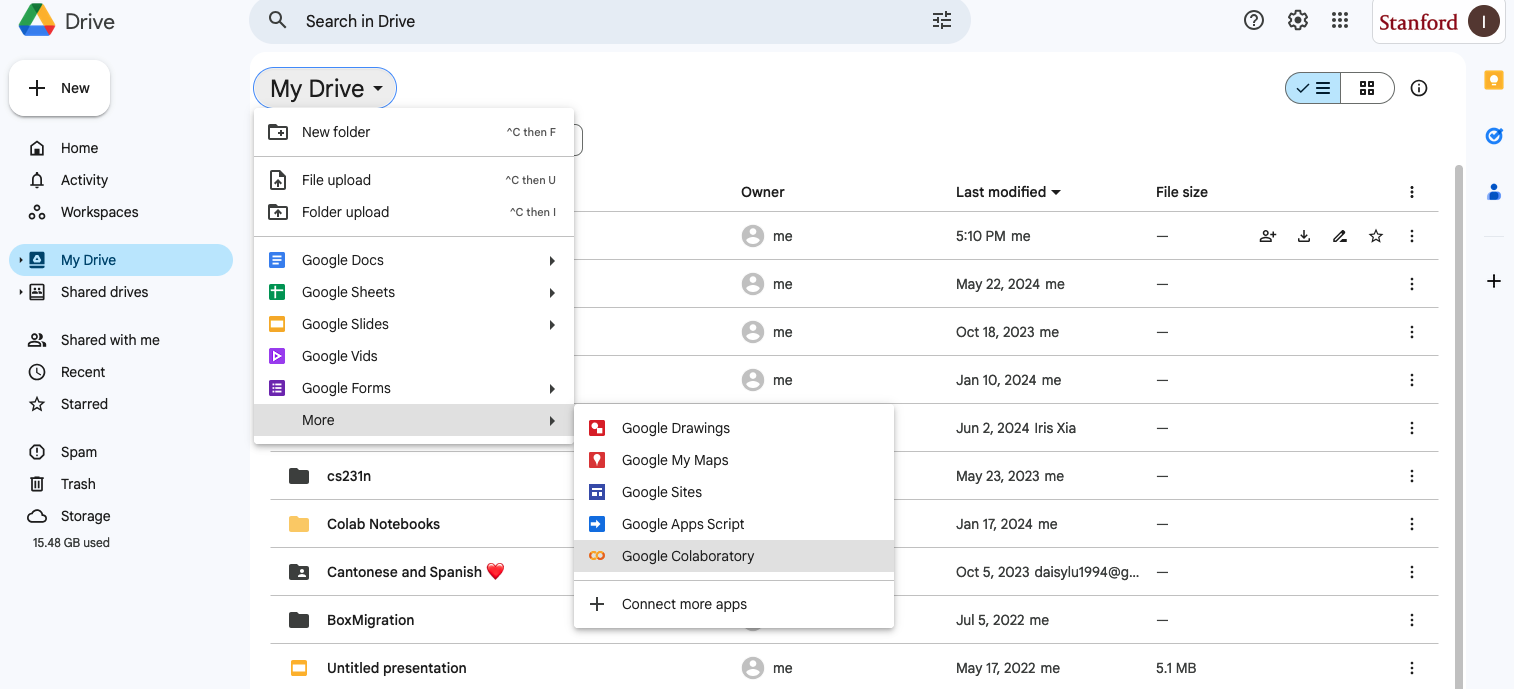 Drive
Search in Drive
Stanford
I
New
My Drive
Home
Activity
Workspaces
My Drive
Shared drives
Shared with me
Recent
Starred
Spam
Trash
Storage
15.48 GB used
New folder ^C then F
File upload ^C then U
Folder upload ^C then I
Google Docs
Google Sheets
Google Slides
Google Vids
Google Forms
More
Google Drawings
Google My Maps
Google Sites
Google Apps Script
Google Colaboratory
Connect more apps
Owner Last modified File size
me 5:10 PM me —
me May 22, 2024 me —
me Oct 18, 2023 me —
me Jan 10, 2024 me —
Jun 2, 2024 Iris Xia —
cs231n May 23, 2023 me —
Colab Notebooks Jan 17, 2024 me —
Cantonese and Spanish ❤️ Oct 5, 2023 daisylu1994@g... —
BoxMigration Jul 5, 2022 me —
Untitled presentation me May 17, 2022 me 5.1 MB